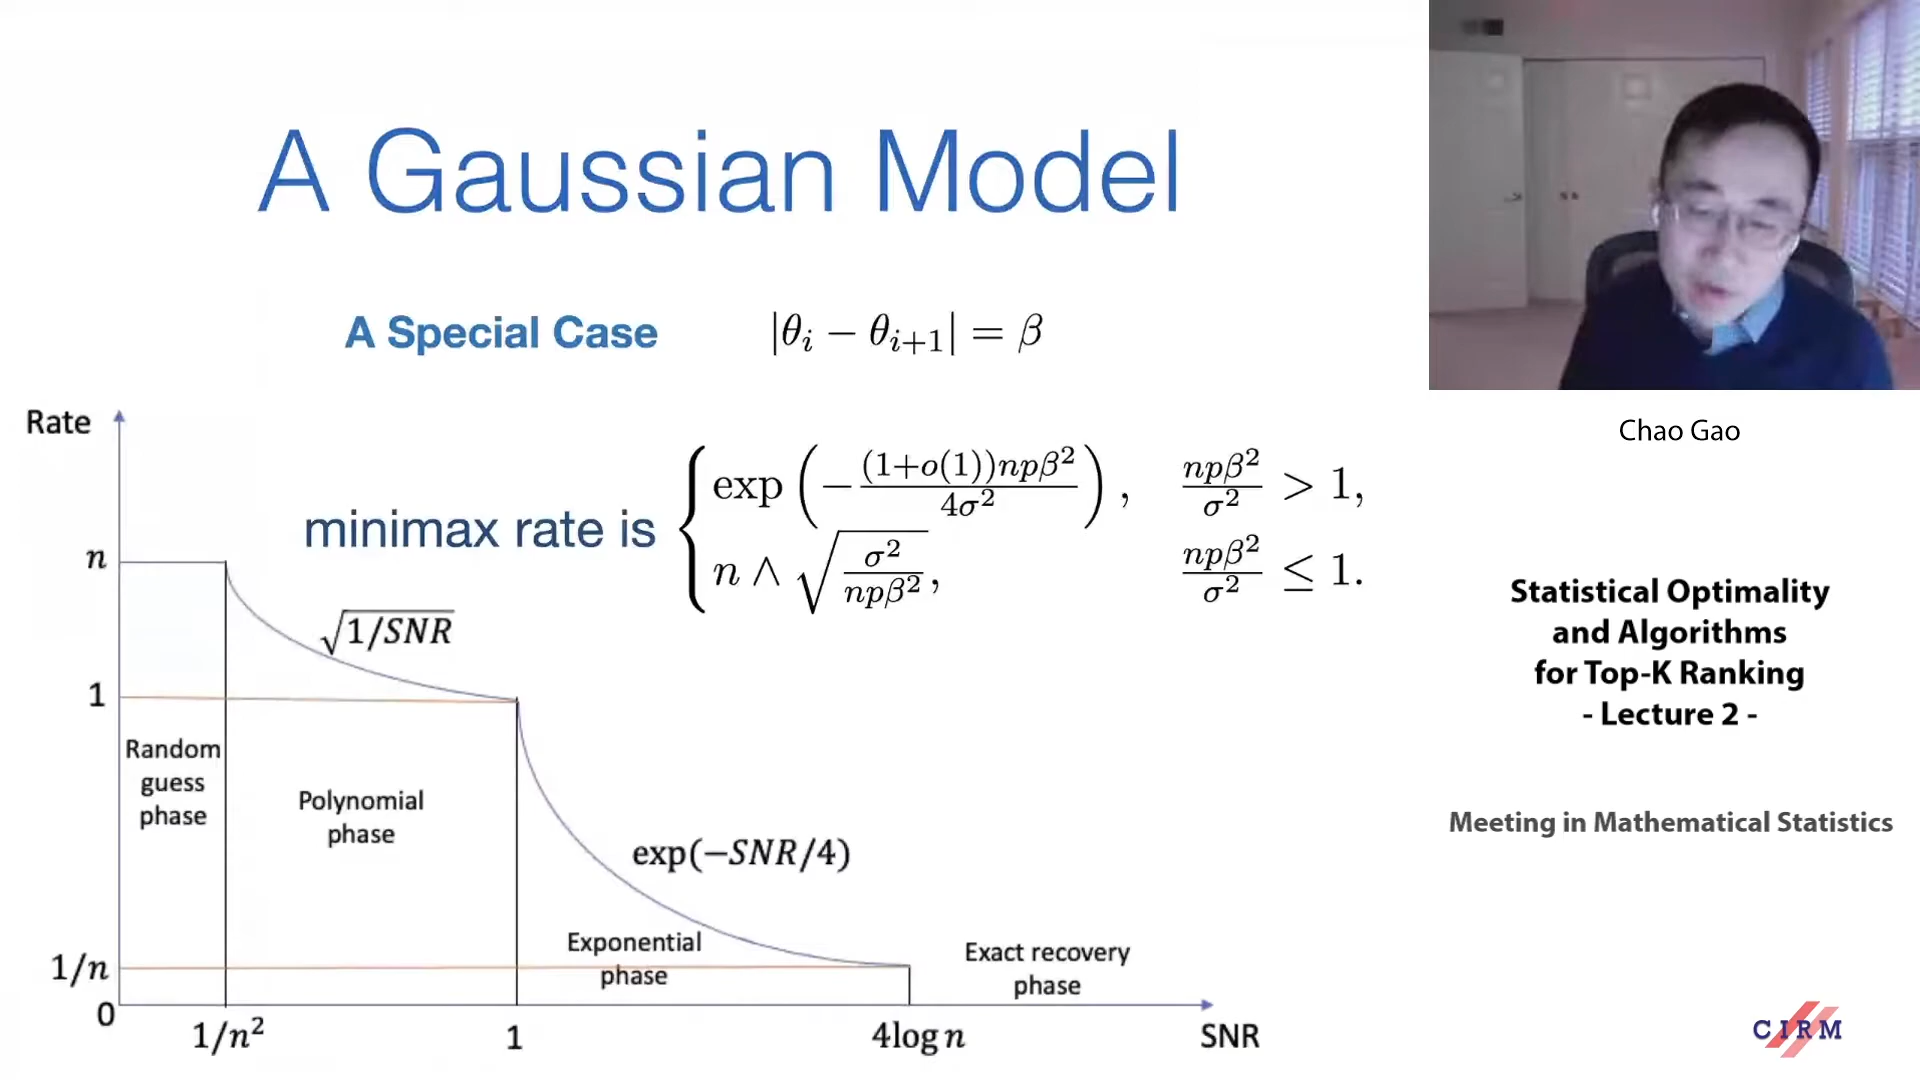 A Gaussian Model
A Special Case |θ_i − θ_{i+1}| = β
Rate
minimax rate is { exp(−(1+o(1))npβ²/4σ²), npβ²/σ² > 1,
n ∧ √(σ²/npβ²), npβ²/σ² ≤ 1.
n
√1/SNR
1
Random
guess
phase
Polynomial
phase
exp(−SNR/4)
Exponential
phase
Exact recovery
phase
1/n
0
1/n²
1
4log n
SNR
Chao Gao
Statistical Optimality
and Algorithms
for Top-K Ranking
- Lecture 2 -
Meeting in Mathematical Statistics
CIRM